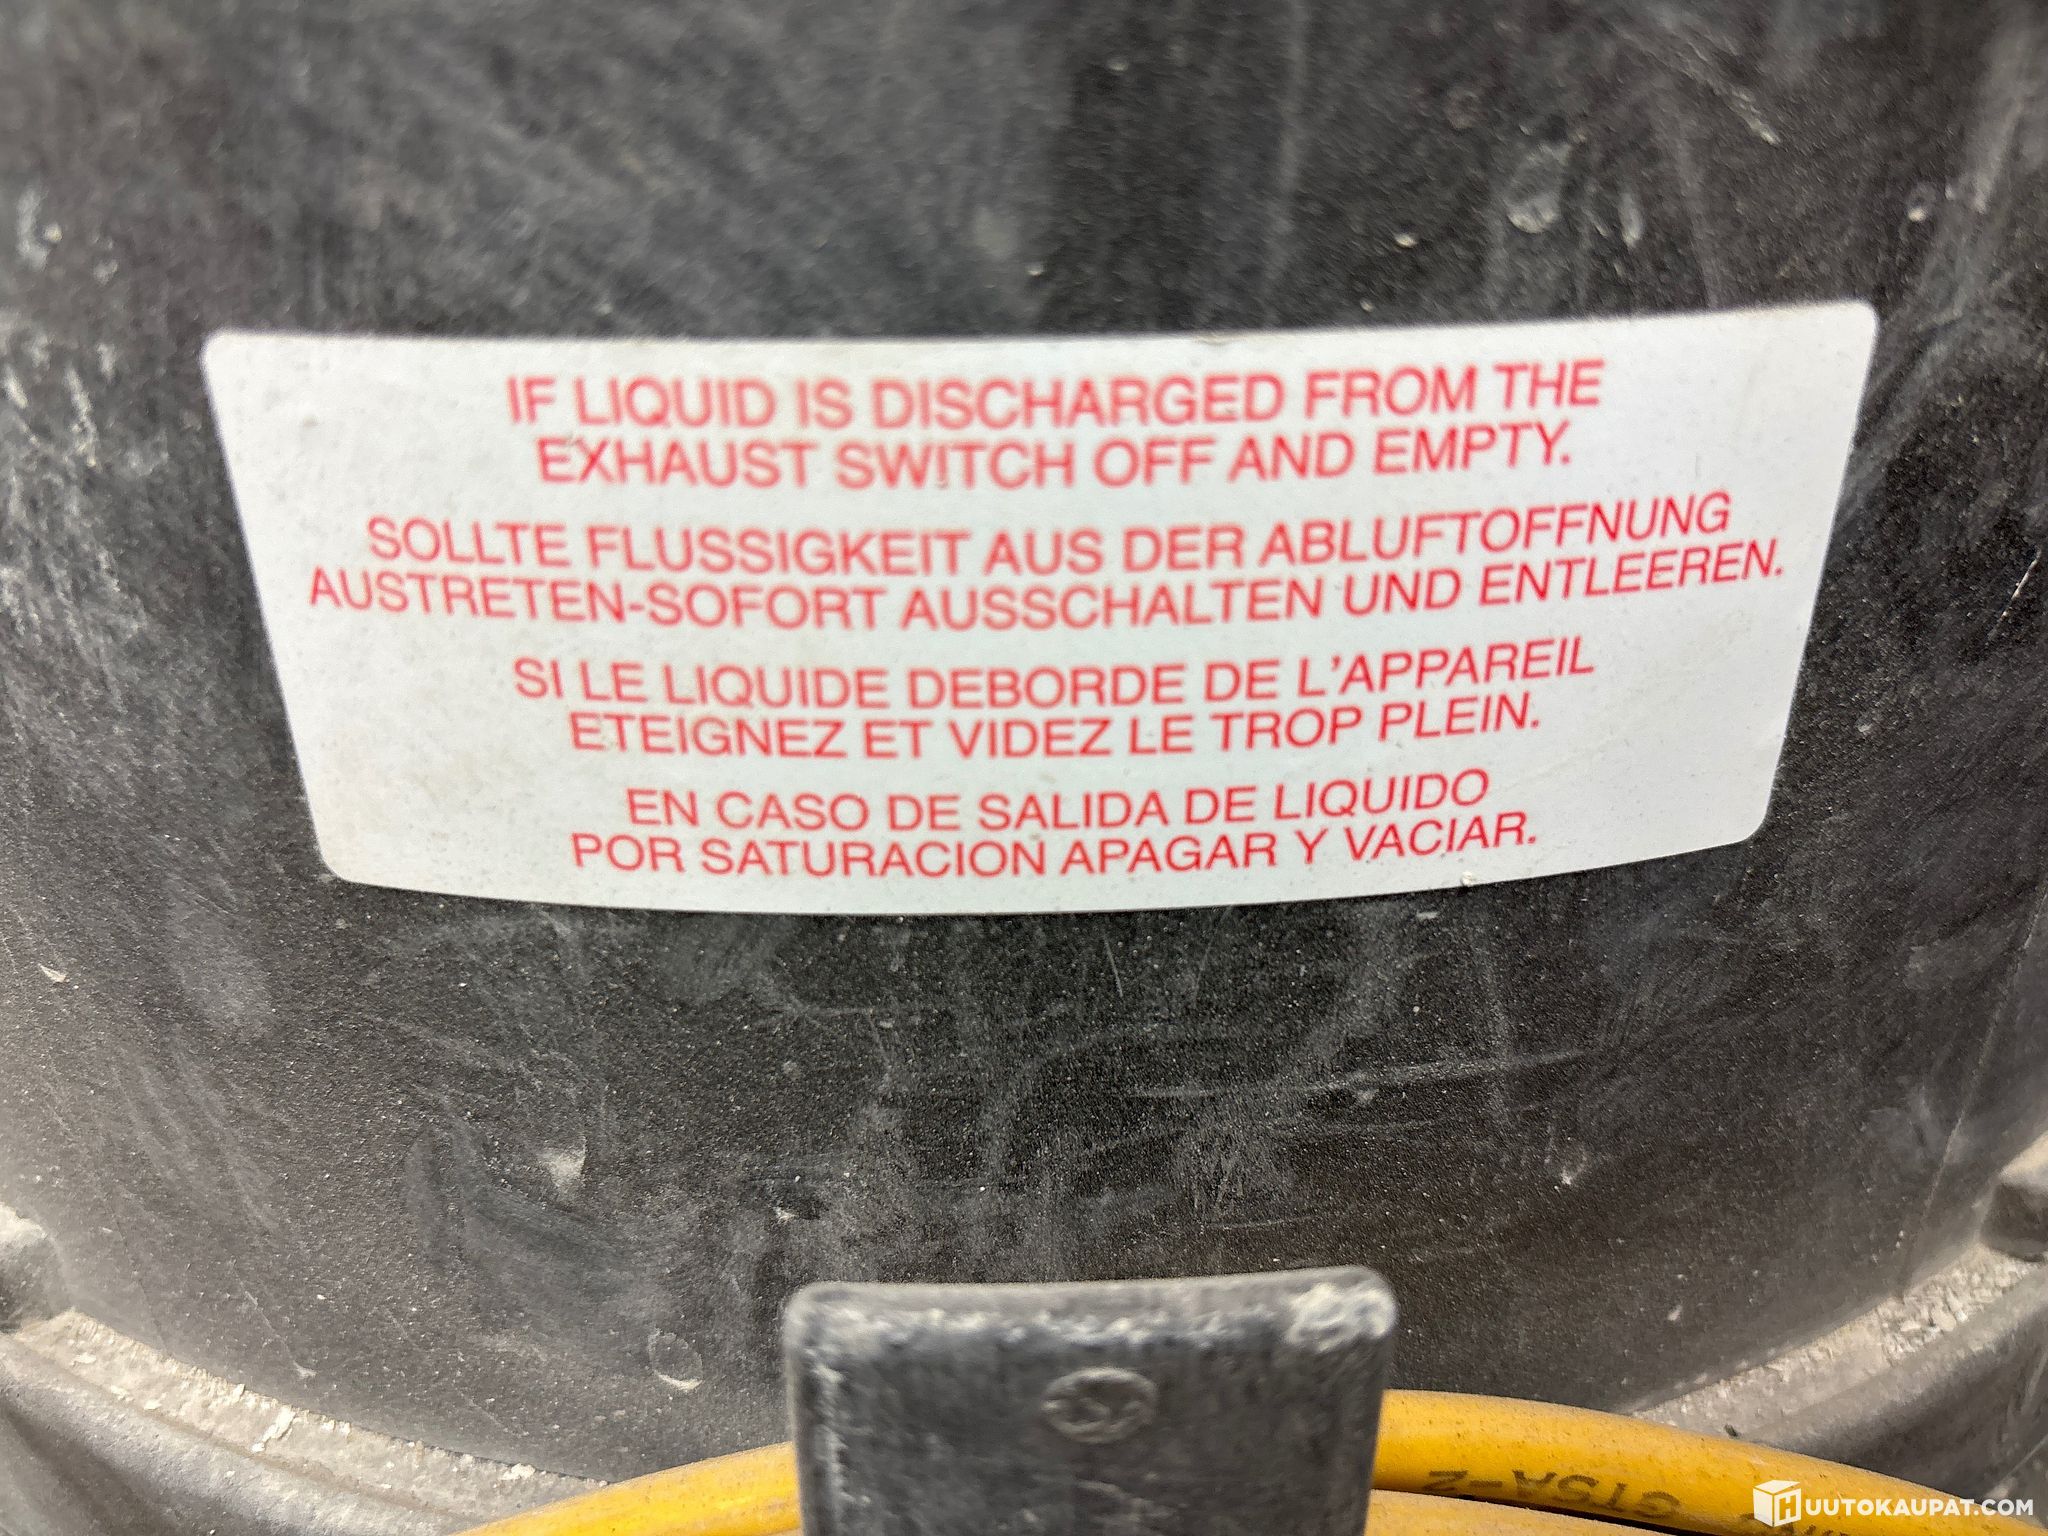 IF LIQUID IS DISCHARGED FROM THE
EXHAUST SWITCH OFF AND EMPTY.
SOLLTE FLUSSIGKEIT AUS DER ABLUFTOFFNUNG
AUSTRETEN-SOFORT AUSSCHALTEN UND ENTLEEREN.
SI LE LIQUIDE DEBORDE DE L'APPAREIL
ETEIGNEZ ET VIDEZ LE TROP PLEIN.
EN CASO DE SALIDA DE LIQUIDO
POR SATURACION APAGAR Y VACIAR.
HUUTOKAUPAT.COM